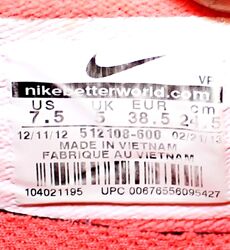 VF
nikebetterworld.com
US UK EUR cm
7.5 5 38.5 24.5
12/11/12 512108-600 02/21/13
MADE IN VIETNAM
FABRIQUE AU VIETNAM
104021195 UPC 00676556095427